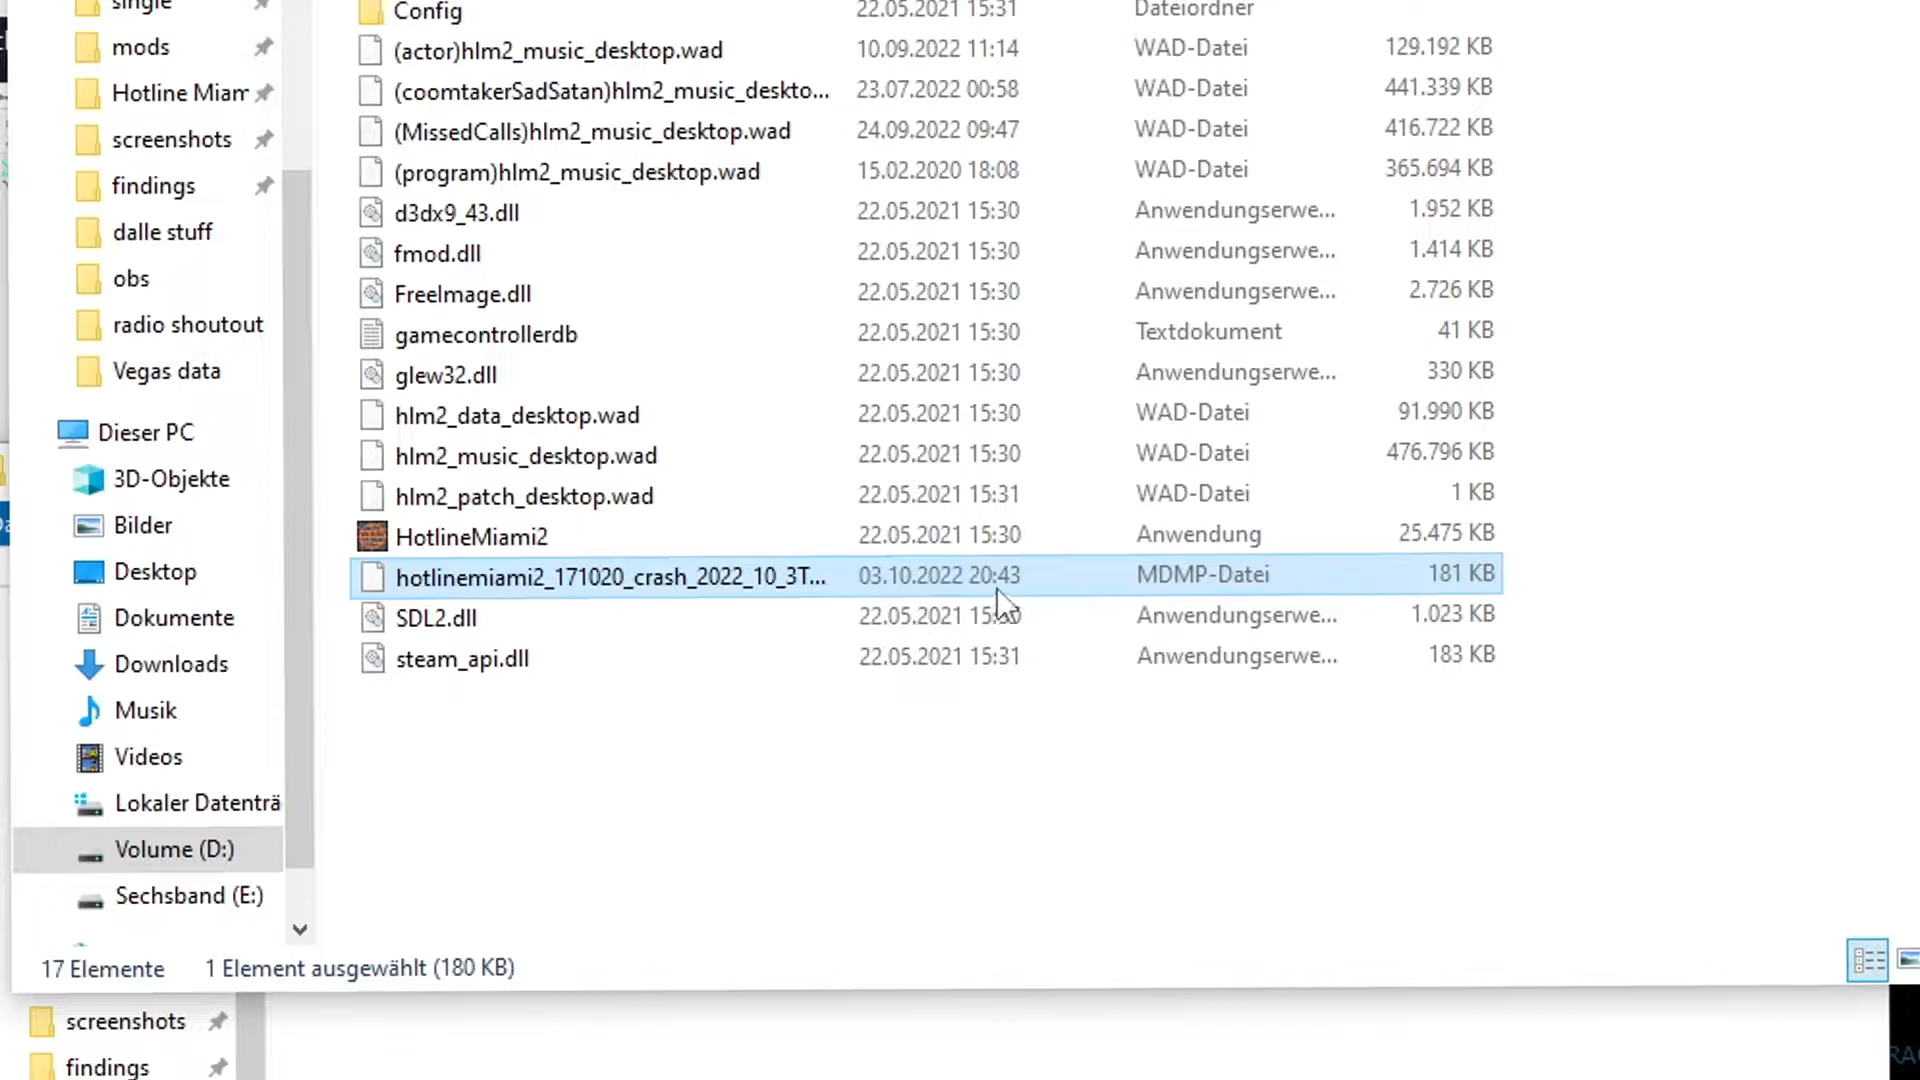 single
mods
Hotline Miam
screenshots
findings
dalle stuff
obs
radio shoutout
Vegas data
Dieser PC
3D-Objekte
Bilder
Desktop
Dokumente
Downloads
Musik
Videos
Lokaler Datenträ
Volume (D:)
Sechsband (E:)
Config 22.05.2021 15:31 Dateiordner
(actor)hlm2_music_desktop.wad 10.09.2022 11:14 WAD-Datei 129.192 KB
(coomtakerSadSatan)hlm2_music_deskto... 23.07.2022 00:58 WAD-Datei 441.339 KB
(MissedCalls)hlm2_music_desktop.wad 24.09.2022 09:47 WAD-Datei 416.722 KB
(program)hlm2_music_desktop.wad 15.02.2020 18:08 WAD-Datei 365.694 KB
d3dx9_43.dll 22.05.2021 15:30 Anwendungserwe... 1.952 KB
fmod.dll 22.05.2021 15:30 Anwendungserwe... 1.414 KB
FreeImage.dll 22.05.2021 15:30 Anwendungserwe... 2.726 KB
gamecontrollerdb 22.05.2021 15:30 Textdokument 41 KB
glew32.dll 22.05.2021 15:30 Anwendungserwe... 330 KB
hlm2_data_desktop.wad 22.05.2021 15:30 WAD-Datei 91.990 KB
hlm2_music_desktop.wad 22.05.2021 15:30 WAD-Datei 476.796 KB
hlm2_patch_desktop.wad 22.05.2021 15:31 WAD-Datei 1 KB
HotlineMiami2 22.05.2021 15:30 Anwendung 25.475 KB
hotlinemiami2_171020_crash_2022_10_3T... 03.10.2022 20:43 MDMP-Datei 181 KB
SDL2.dll 22.05.2021 15:30 Anwendungserwe... 1.023 KB
steam_api.dll 22.05.2021 15:31 Anwendungserwe... 183 KB
17 Elemente 1 Element ausgewählt (180 KB)
screenshots
findings